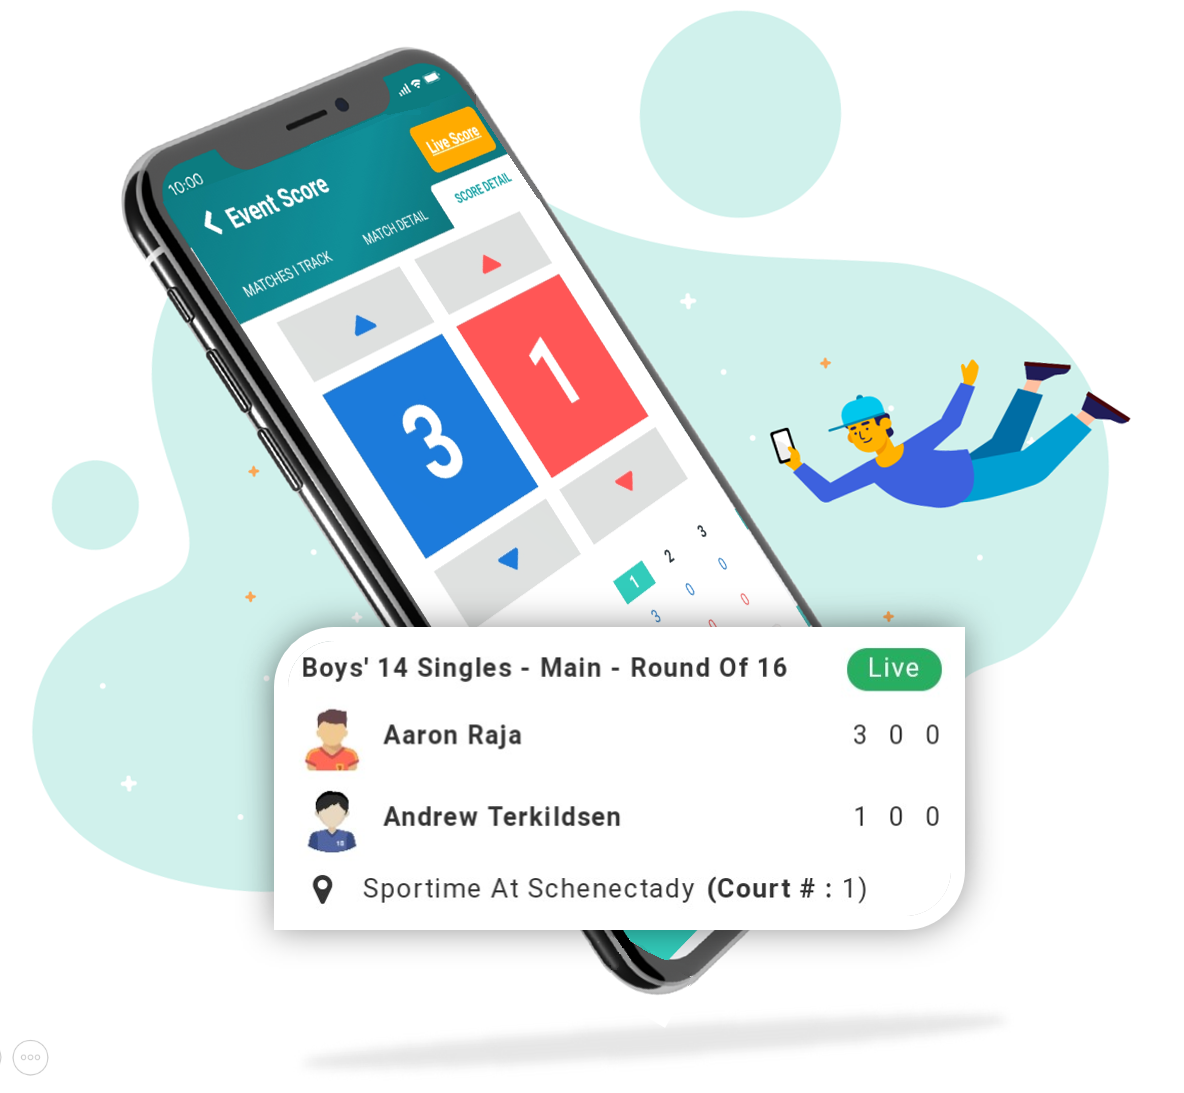 10:00
Live Score
Event Score
MATCHES I TRACK
MATCH DETAIL
SCORE DETAIL
3
1
1 2 3
3 0 0
0 0
Boys' 14 Singles - Main - Round Of 16
Live
Aaron Raja
3 0 0
Andrew Terkildsen
1 0 0
Sportime At Schenectady (Court # : 1)